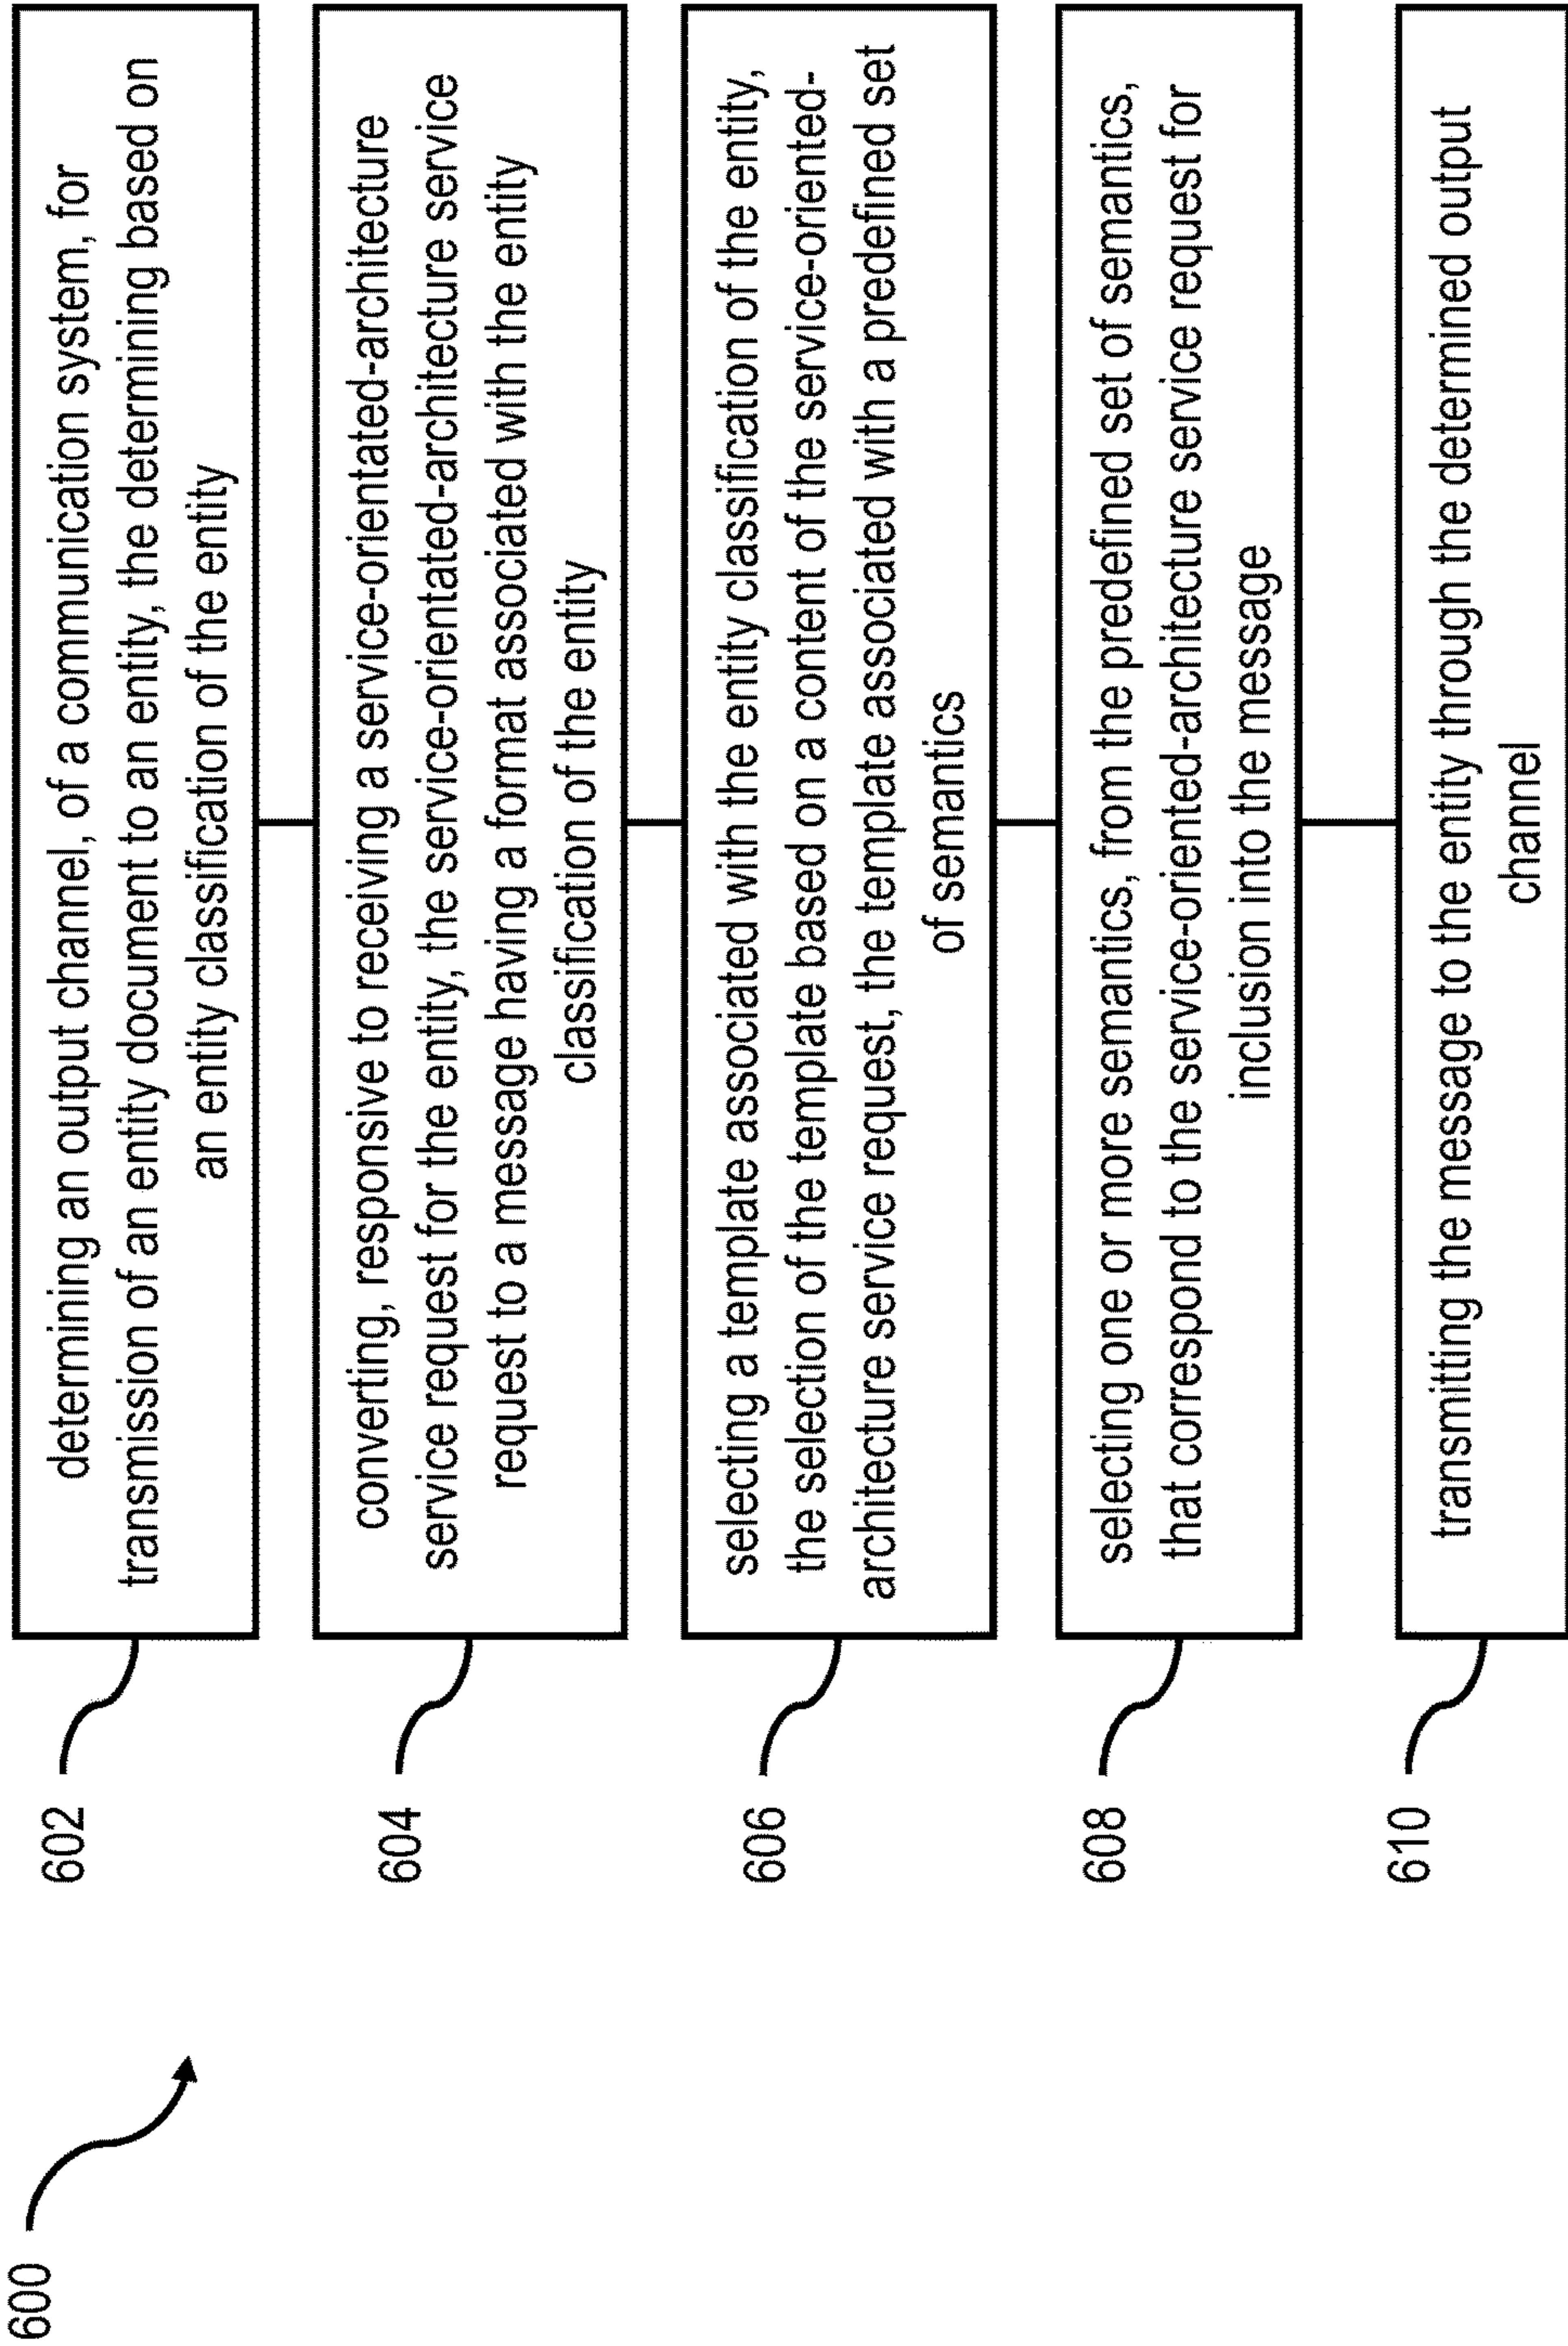 600
602
determining an output channel, of a communication system, for
transmission of an entity document to an entity, the determining based on
an entity classification of the entity
604
converting, responsive to receiving a service-orientated-architecture
service request for the entity, the service-orientated-architecture service
request to a message having a format associated with the entity
classification of the entity
606
selecting a template associated with the entity classification of the entity,
the selection of the template based on a content of the service-oriented-
architecture service request, the template associated with a predefined set
of semantics
608
selecting one or more semantics, from the predefined set of semantics,
that correspond to the service-oriented-architecture service request for
inclusion into the message
610
transmitting the message to the entity through the determined output
channel